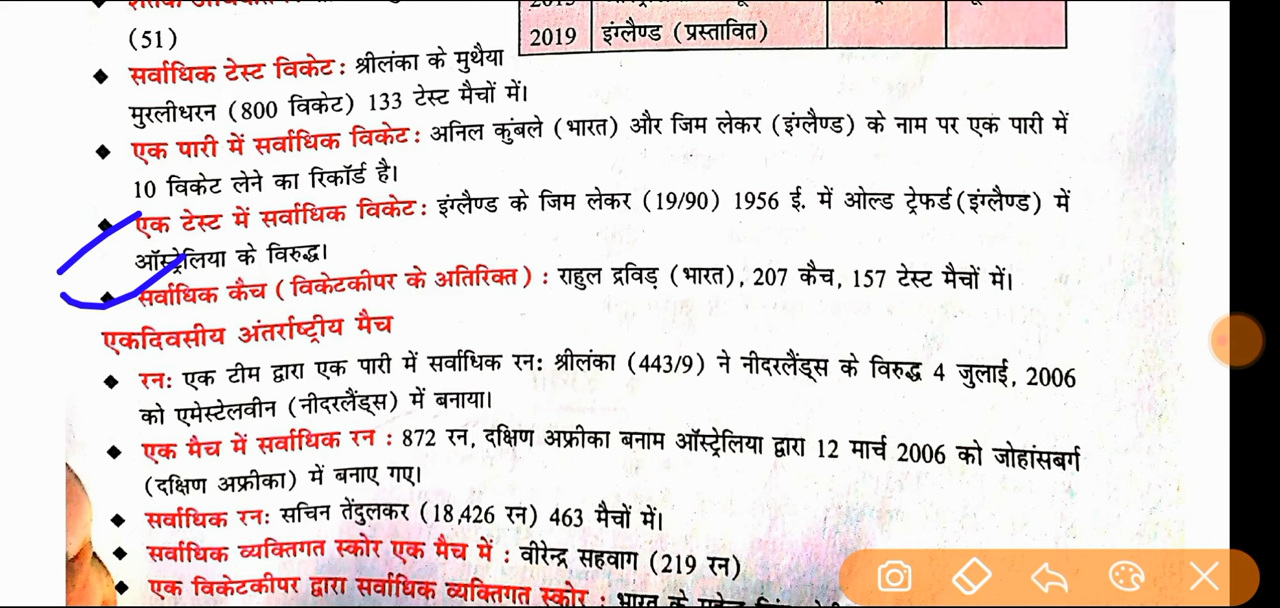 (51)
2019 इंग्लैण्ड (प्रस्तावित)
सर्वाधिक टेस्ट विकेट: श्रीलंका के मुथैया
मुरलीधरन (800 विकेट) 133 टेस्ट मैचों में।
एक पारी में सर्वाधिक विकेट: अनिल कुंबले (भारत) और जिम लेकर (इंग्लैण्ड) के नाम पर एक पारी में
10 विकेट लेने का रिकॉर्ड है।
एक टेस्ट में सर्वाधिक विकेट: इंग्लैण्ड के जिम लेकर (19/90) 1956 ई. में ओल्ड ट्रेफर्ड (इंग्लैण्ड) में
ऑस्ट्रेलिया के विरुद्ध।
सर्वाधिक कैच (विकेटकीपर के अतिरिक्त) : राहुल द्रविड़ (भारत), 207 कैच, 157 टेस्ट मैचों में।
एकदिवसीय अंतर्राष्ट्रीय मैच
रन: एक टीम द्वारा एक पारी में सर्वाधिक रन: श्रीलंका (443/9) ने नीदरलैंड्स के विरुद्ध 4 जुलाई, 2006
को एमेस्टेलवीन (नीदरलैंड्स) में बनाया।
एक मैच में सर्वाधिक रन : 872 रन, दक्षिण अफ्रीका बनाम ऑस्ट्रेलिया द्वारा 12 मार्च 2006 को जोहांसबर्ग
(दक्षिण अफ्रीका) में बनाए गए।
सर्वाधिक रन: सचिन तेंदुलकर (18,426 रन) 463 मैचों में।
सर्वाधिक व्यक्तिगत स्कोर एक मैच में : वीरेन्द्र सहवाग (219 रन)
एक विकेटकीपर द्वारा सर्वाधिक व्यक्तिगत स्कोर : भारत के